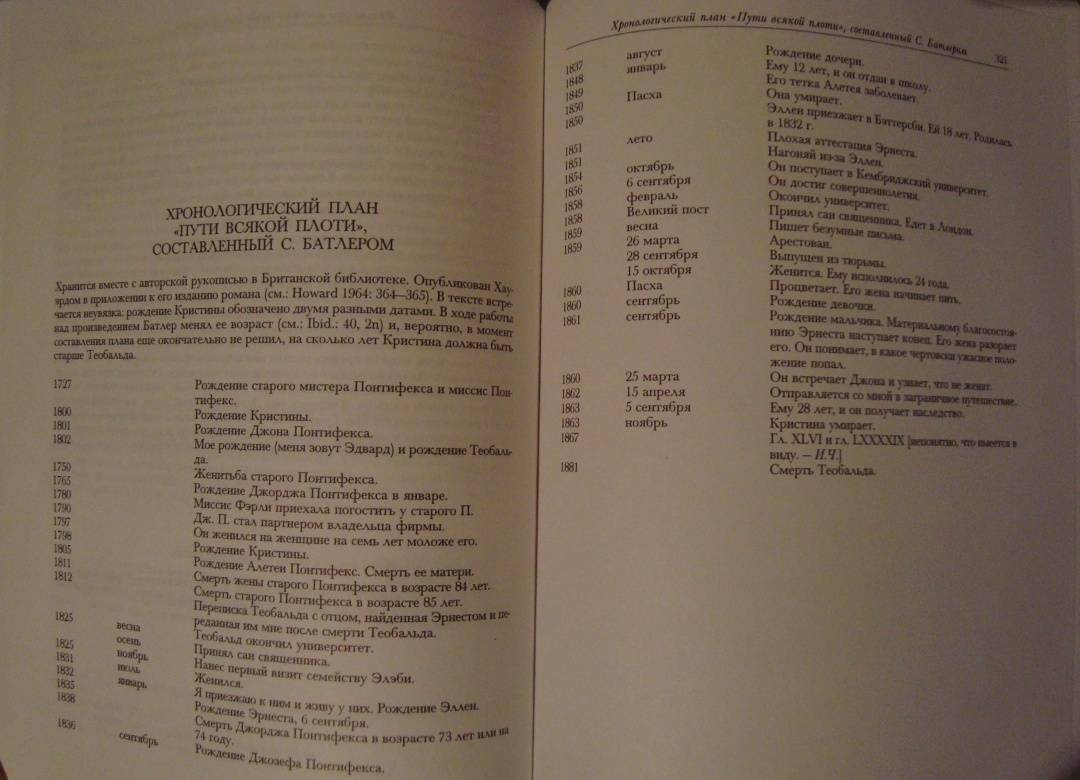 ХРОНОЛОГИЧЕСКИЙ ПЛАН
«ПУТИ ВСЯКОЙ ПЛОТИ»,
СОСТАВЛЕННЫЙ С. БАТЛЕРОМ
Хранится вместе с авторской рукописью в Британской библиотеке. Опубликован Хау-
эрдом в приложении к его изданию романа (см.: Howard 1964: 364—365). В тексте встре-
чается неувязка: рождение Кристины обозначено двумя разными датами. В ходе работы
над произведением Батлер менял ее возраст (см.: Ibid.: 40, 2n) и, вероятно, в момент
составления плана еще окончательно не решил, на сколько лет Кристина должна быть
старше Теобальда.
1727 Рождение старого мистера Понтифекса и миссис Пон-
тифекс.
1800 Рождение Кристины.
1801 Рождение Джона Понтифекса.
1802 Мое рождение (меня зовут Эдвард) и рождение Теобаль-
да.
1750 Женитьба старого Понтифекса.
1765 Рождение Джорджа Понтифекса в январе.
1780 Миссис Фэрли приехала погостить у старого П.
1790 Дж. П. стал партнером владельца фирмы.
1797 Он женился на женщине на семь лет моложе его.
1798 Рождение Кристины.
1805 Рождение Алетеи Понтифекс. Смерть ее матери.
1811 Смерть жены старого Понтифекса в возрасте 84 лет.
1812 Смерть старого Понтифекса в возрасте 85 лет.
Переписка Теобальда с отцом, найденная Эрнестом и пе-
реданная им мне после смерти Теобальда.
1825 весна Теобальд окончил университет.
1825 осень Принял сан священника.
1831 ноябрь Нанес первый визит семейству Элэби.
1832 июль Женился.
1835 январь Я приезжаю к ним и живу у них. Рождение Эллен.
1838 Рождение Эрнеста, 6 сентября.
Смерть Джорджа Понтифекса в возрасте 73 лет или на
74 году.
1836 сентябрь Рождение Джозефа Понтифекса.
Хронологический план «Пути всякой плоти», составленный С. Батлером 321
1837 август Рождение дочери.
1848 январь Ему 12 лет, и он отдан в школу.
1849 Его тетка Алетея заболевает.
1850 Пасха Она умирает.
1850 Эллен приезжает в Бэттерсби. Ей 18 лет. Родилась
в 1832 г.
1851 лето Плохая аттестация Эрнеста.
1851 Нагоняй из-за Эллен.
1854 октябрь Он поступает в Кембриджский университет.
1856 6 сентября Он достиг совершеннолетия.
1858 февраль Окончил университет.
1858 Великий пост Принял сан священника. Едет в Лондон.
1859 весна Пишет безумные письма.
1859 26 марта Арестован.
28 сентября Выпущен из тюрьмы.
15 октября Женится. Ему исполнилось 24 года.
1860 Пасха Процветает. Его жена начинает пить.
1860 сентябрь Рождение девочки.
1861 сентябрь Рождение мальчика. Материальному благосостоя-
нию Эрнеста наступает конец. Его жена разоряет
его. Он понимает, в какое чертовски ужасное поло-
жение попал.
1860 25 марта Он встречает Джона и узнает, что не женат.
1862 15 апреля Отправляется со мной в заграничное путешествие.
1863 5 сентября Ему 28 лет, и он получает наследство.
1863 ноябрь Кристина умирает.
1867 Гл. XLVI и гл. LXXXXIX [непонятно, что имеется в
виду. – И.Ч.]
1881 Смерть Теобальда.